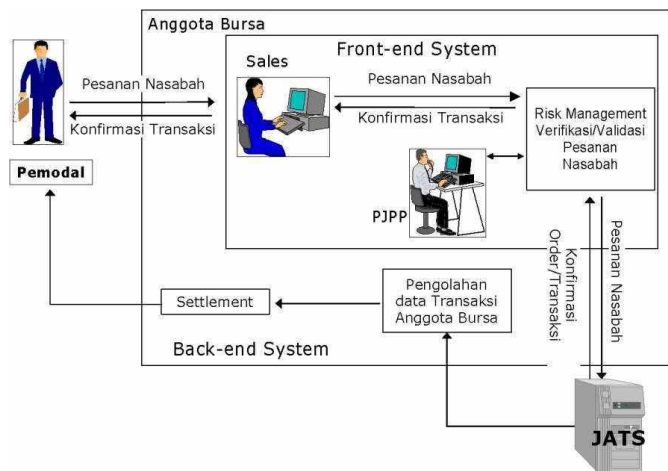 Anggota Bursa
Front-end System
Sales
Pesanan Nasabah
Konfirmasi Transaksi
Pesanan Nasabah
Konfirmasi Transaksi
Risk Management
Verifikasi/Validasi
Pesanan
Nasabah
Pemodal
PJPP
Konfirmasi
Order/Transaksi
Pesanan Nasabah
Settlement
Pengolahan
data Transaksi
Anggota Bursa
Back-end System
JATS